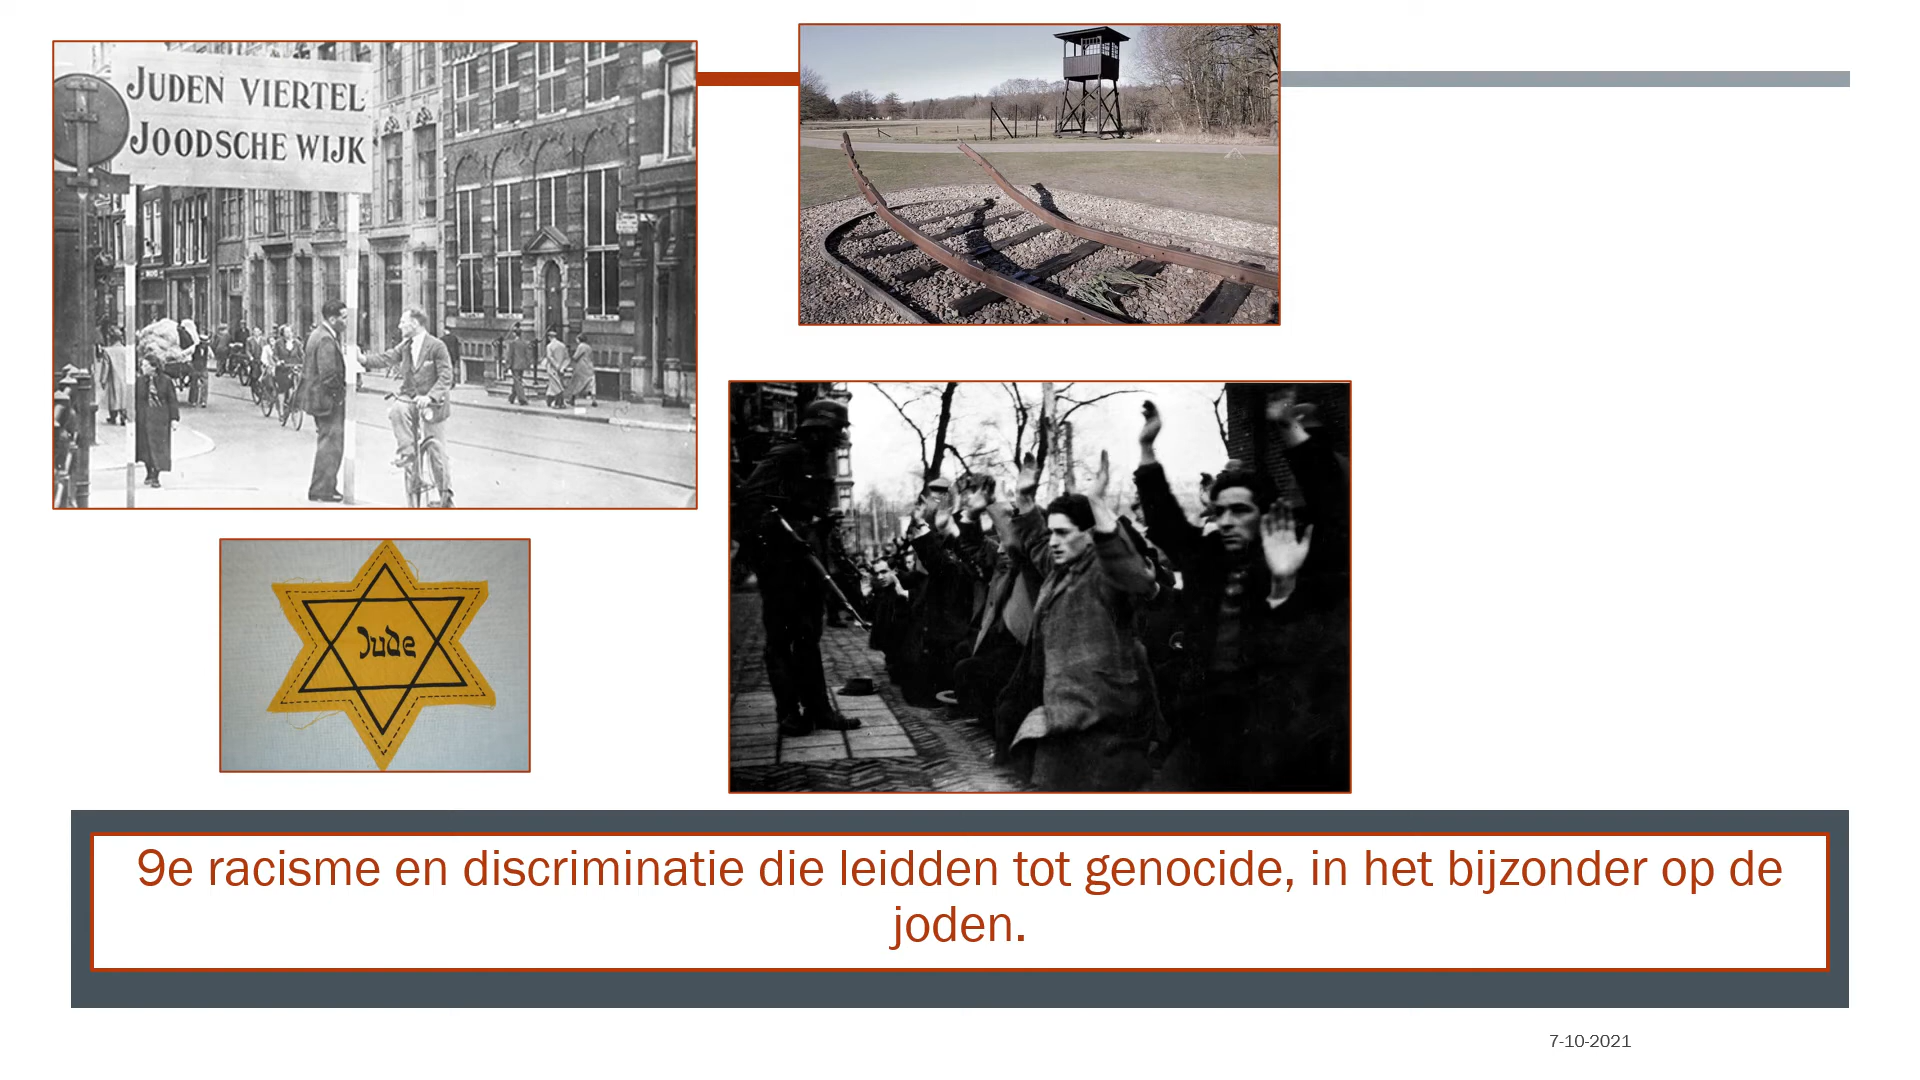 JUDEN VIERTEL
JOODSCHE WIJK
Jude
9e racisme en discriminatie die leidden tot genocide, in het bijzonder op de
joden.
7-10-2021